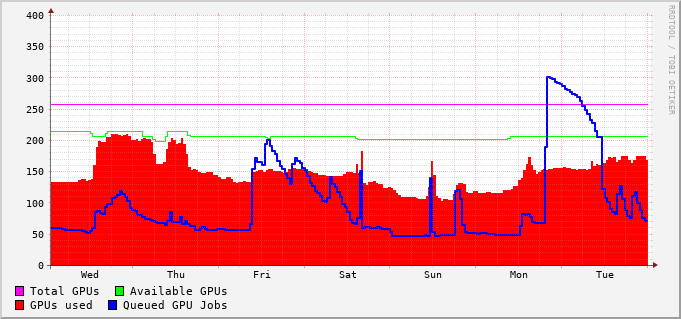 400
350
300
250
200
150
100
50
0
Wed Thu Fri Sat Sun Mon Tue
Total GPUs Available GPUs
GPUs used Queued GPU Jobs
RRDTOOL / TOBI OETIKER